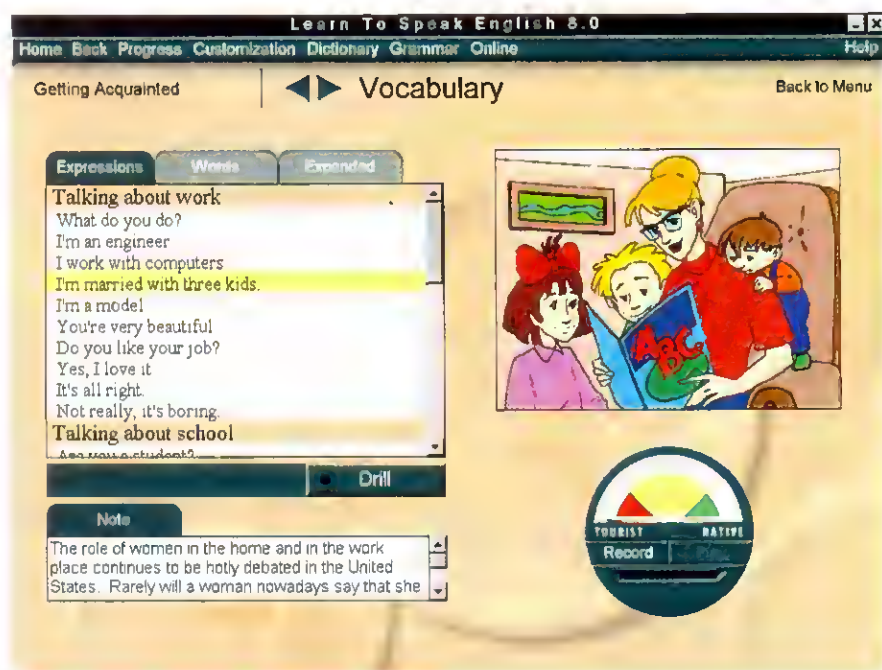 Learn To Speak English 8.0
Home Back Progress Customization Dictionary Grammar Online Help
Getting Acquainted
Vocabulary
Back to Menu
Expressions Words Expanded
Talking about work
What do you do?
I'm an engineer
I work with computers
I'm married with three kids.
I'm a model
You're very beautiful
Do you like your job?
Yes, I love it
It's all right.
Not really, it's boring.
Talking about school
Are you a student?
Drill
Note
The role of women in the home and in the work
place continues to be hotly debated in the United
States. Rarely will a woman nowadays say that she
ABC
TOURIST NATIVE
Record Play